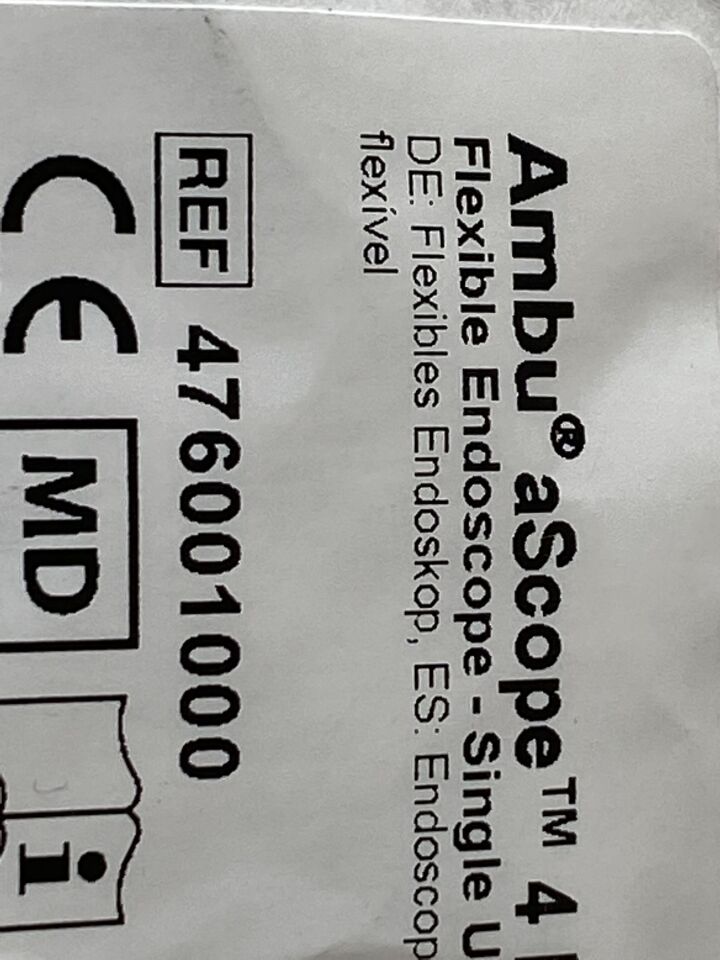 Ambu® aScope™ 4
Flexible Endoscope - Single U
DE: Flexibles Endoskop, ES: Endoscop
flexível
REF 476001000
CE MD i